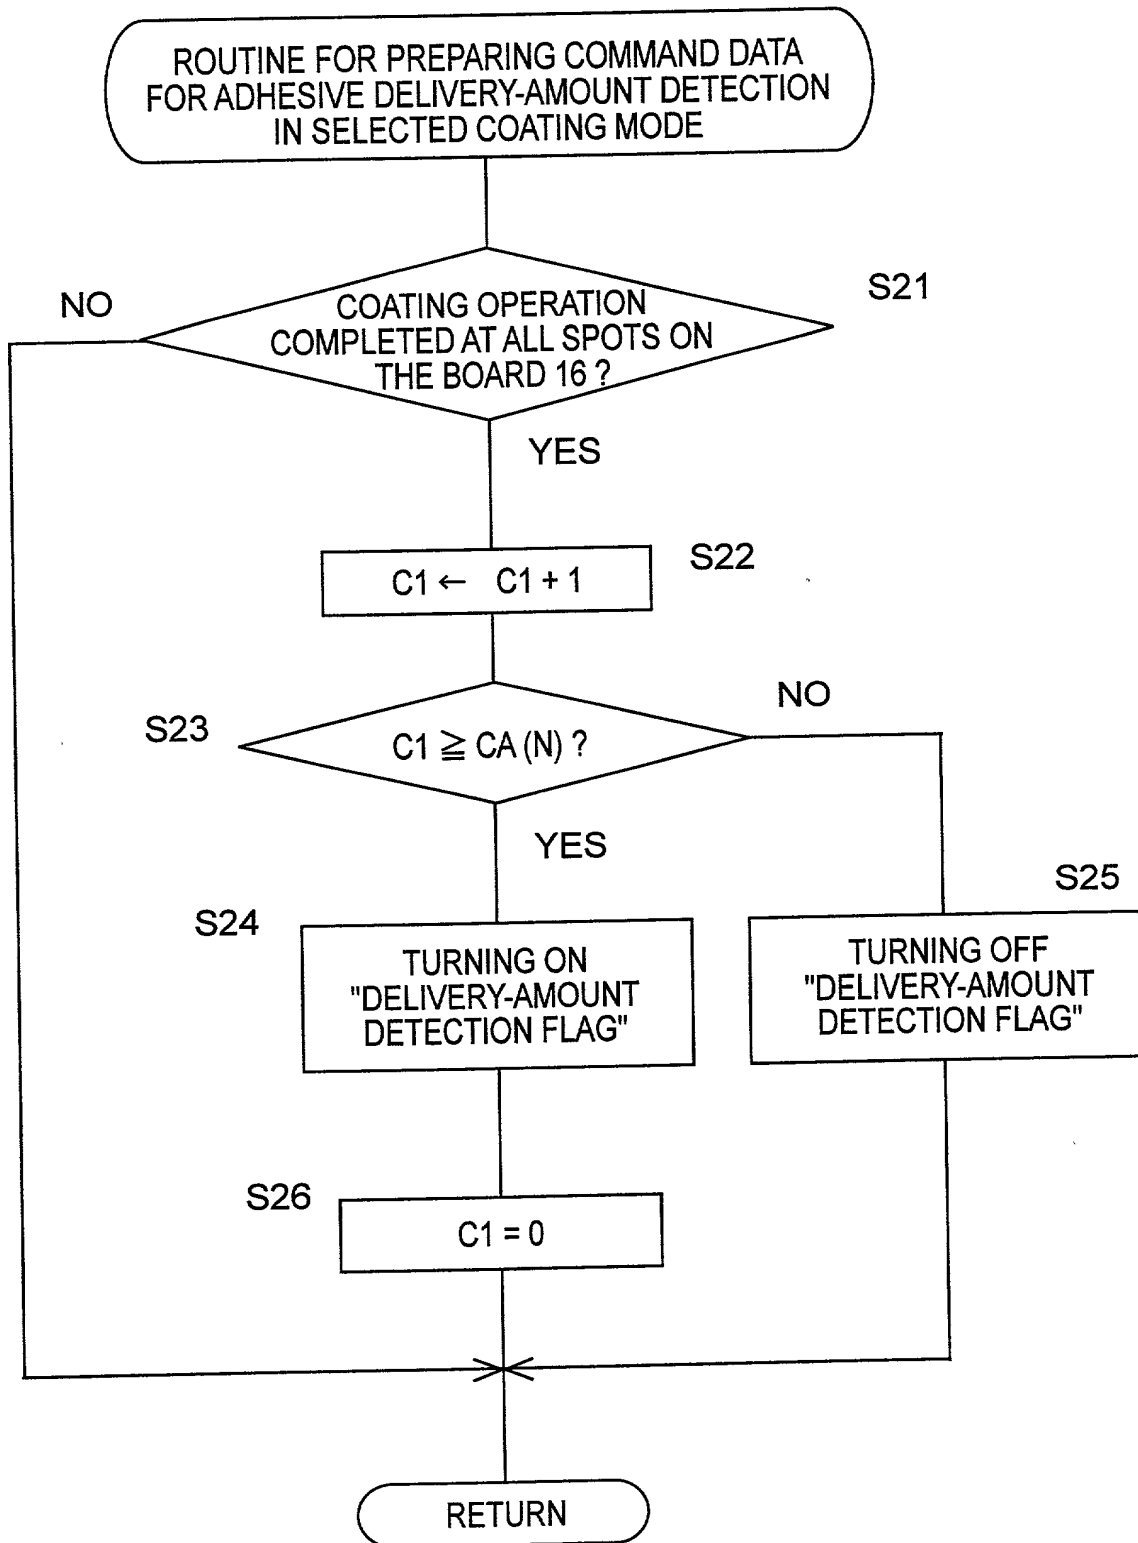 ROUTINE FOR PREPARING COMMAND DATA
FOR ADHESIVE DELIVERY-AMOUNT DETECTION
IN SELECTED COATING MODE
NO
S21
COATING OPERATION
COMPLETED AT ALL SPOTS ON
THE BOARD 16 ?
YES
S22
C1 ← C1 + 1
S23
NO
C1 ≧ CA (N) ?
YES
S24
S25
TURNING ON
"DELIVERY-AMOUNT
DETECTION FLAG"
TURNING OFF
"DELIVERY-AMOUNT
DETECTION FLAG"
S26
C1 = 0
RETURN